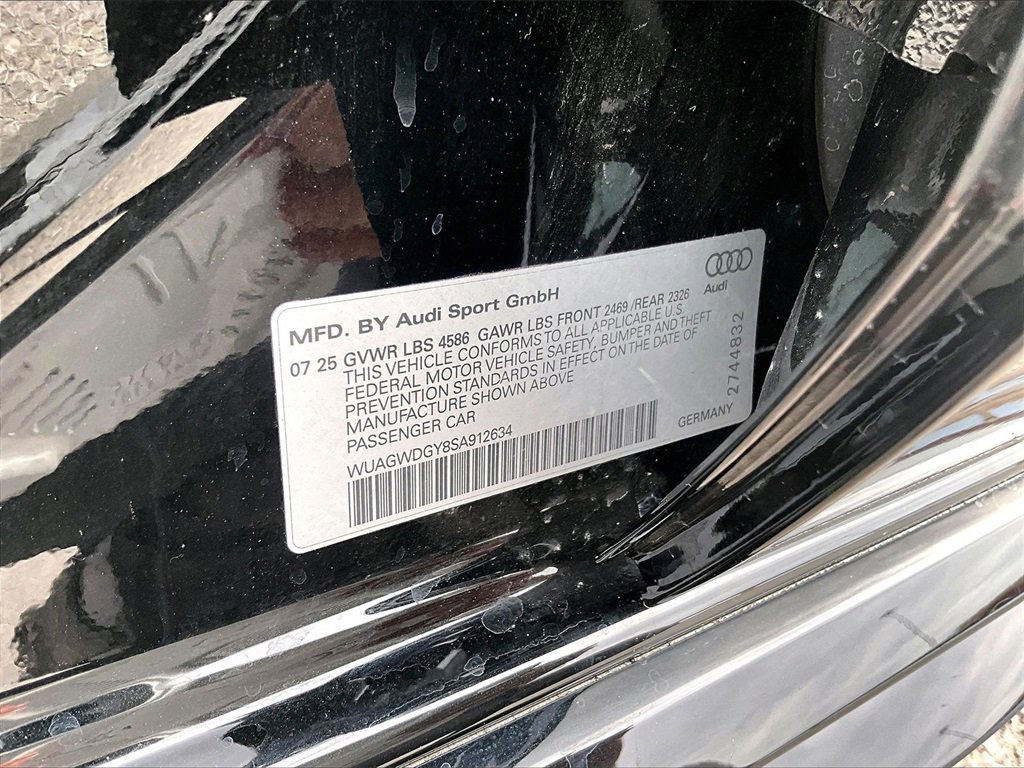 MFD. BY Audi Sport GmbH
Audi
07 25 GVWR LBS 4586 GAWR LBS FRONT 2469 /REAR 2326
THIS VEHICLE CONFORMS TO ALL APPLICABLE U.S.
FEDERAL MOTOR VEHICLE SAFETY, BUMPER AND THEFT
PREVENTION STANDARDS IN EFFECT ON THE DATE OF
MANUFACTURE SHOWN ABOVE
PASSENGER CAR
WUAGWDGY8SA912634
GERMANY
2744832